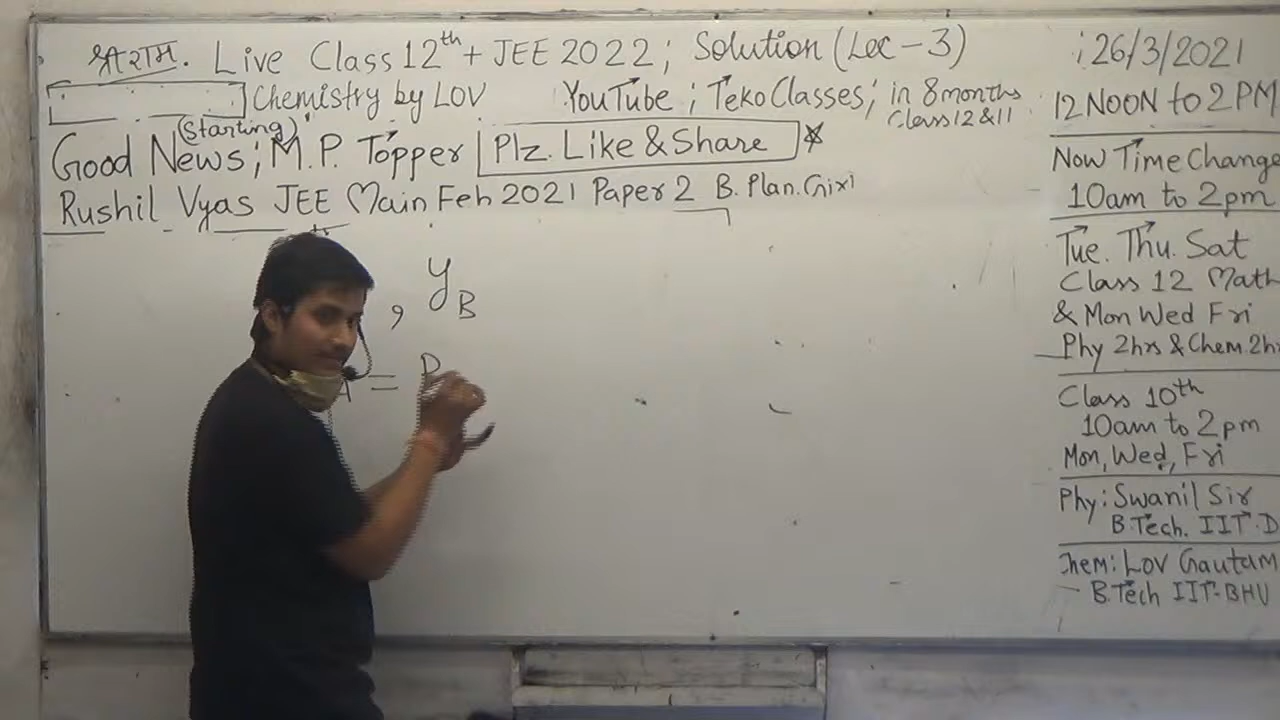 श्री राम. Live Class 12th + JEE 2022 ; Solution (Lec - 3)
Chemistry by LOV YouTube ; TekoClasses ; in 8 months
Class 12 & 11
(Starting)
Good News ; M.P. Topper Plz. Like & Share
Rushil Vyas JEE Main Feb 2021 Paper 2 B. Plan.
, yB
A = P
: 26/3/2021
12 NOON to 2 PM
Now Time Change
10am to 2pm
Tue. Thu. Sat
Class 12 Math
& Mon Wed Fri
Phy 2hrs & Chem. 2h
Class 10th
10am to 2pm
Mon, Wed, Fri
Phy : Swanil Sir
B.Tech. IIT-D
Chem : Lov Gautam
B.Tech IIT-BHU